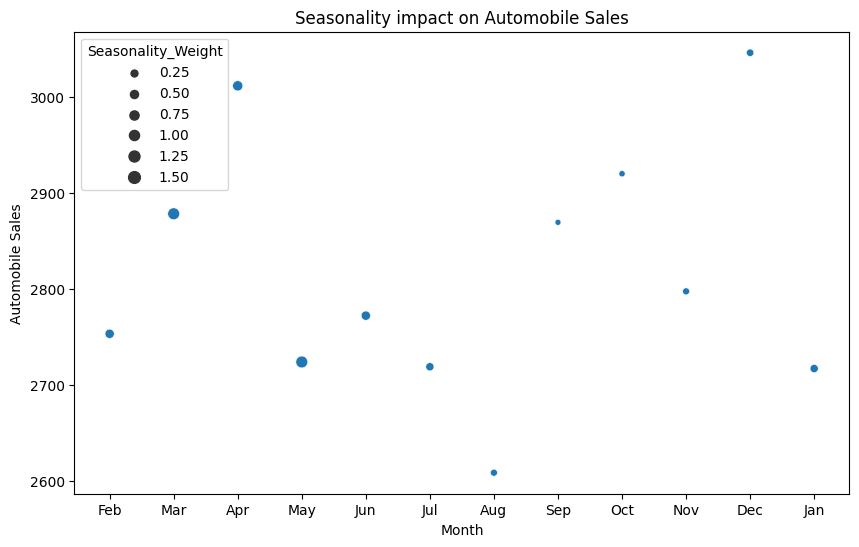 Seasonality impact on Automobile Sales
Seasonality_Weight
0.25
0.50
0.75
1.00
1.25
1.50
Automobile Sales
3000
2900
2800
2700
2600
Feb Mar Apr May Jun Jul Aug Sep Oct Nov Dec Jan
Month